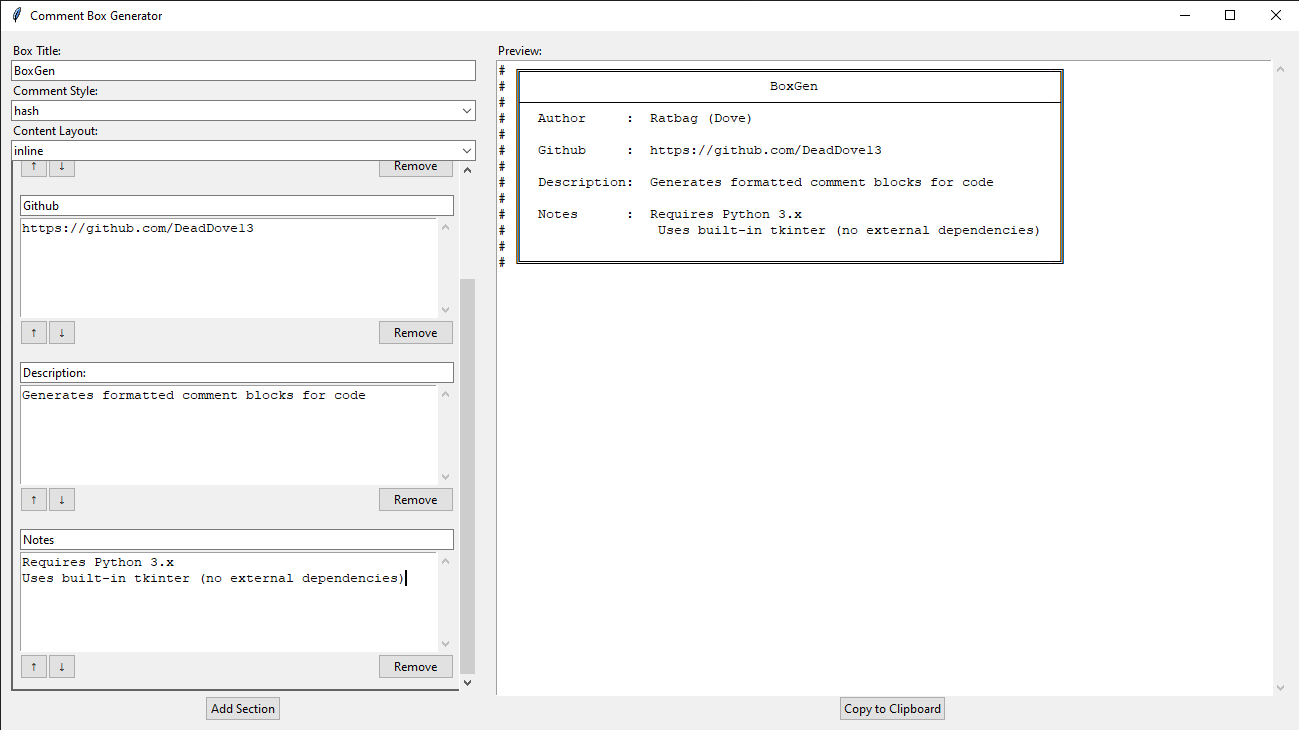 Comment Box Generator
Box Title:
BoxGen
Comment Style:
hash
Content Layout:
inline
↑ ↓ Remove
Github
https://github.com/DeadDove13
↑ ↓ Remove
Description:
Generates formatted comment blocks for code
↑ ↓ Remove
Notes
Requires Python 3.x
Uses built-in tkinter (no external dependencies)
↑ ↓ Remove
Add Section
Preview:
#
# BoxGen
#
# Author : Ratbag (Dove)
#
# Github : https://github.com/DeadDove13
#
# Description: Generates formatted comment blocks for code
#
# Notes : Requires Python 3.x
# Uses built-in tkinter (no external dependencies)
#
#
Copy to Clipboard